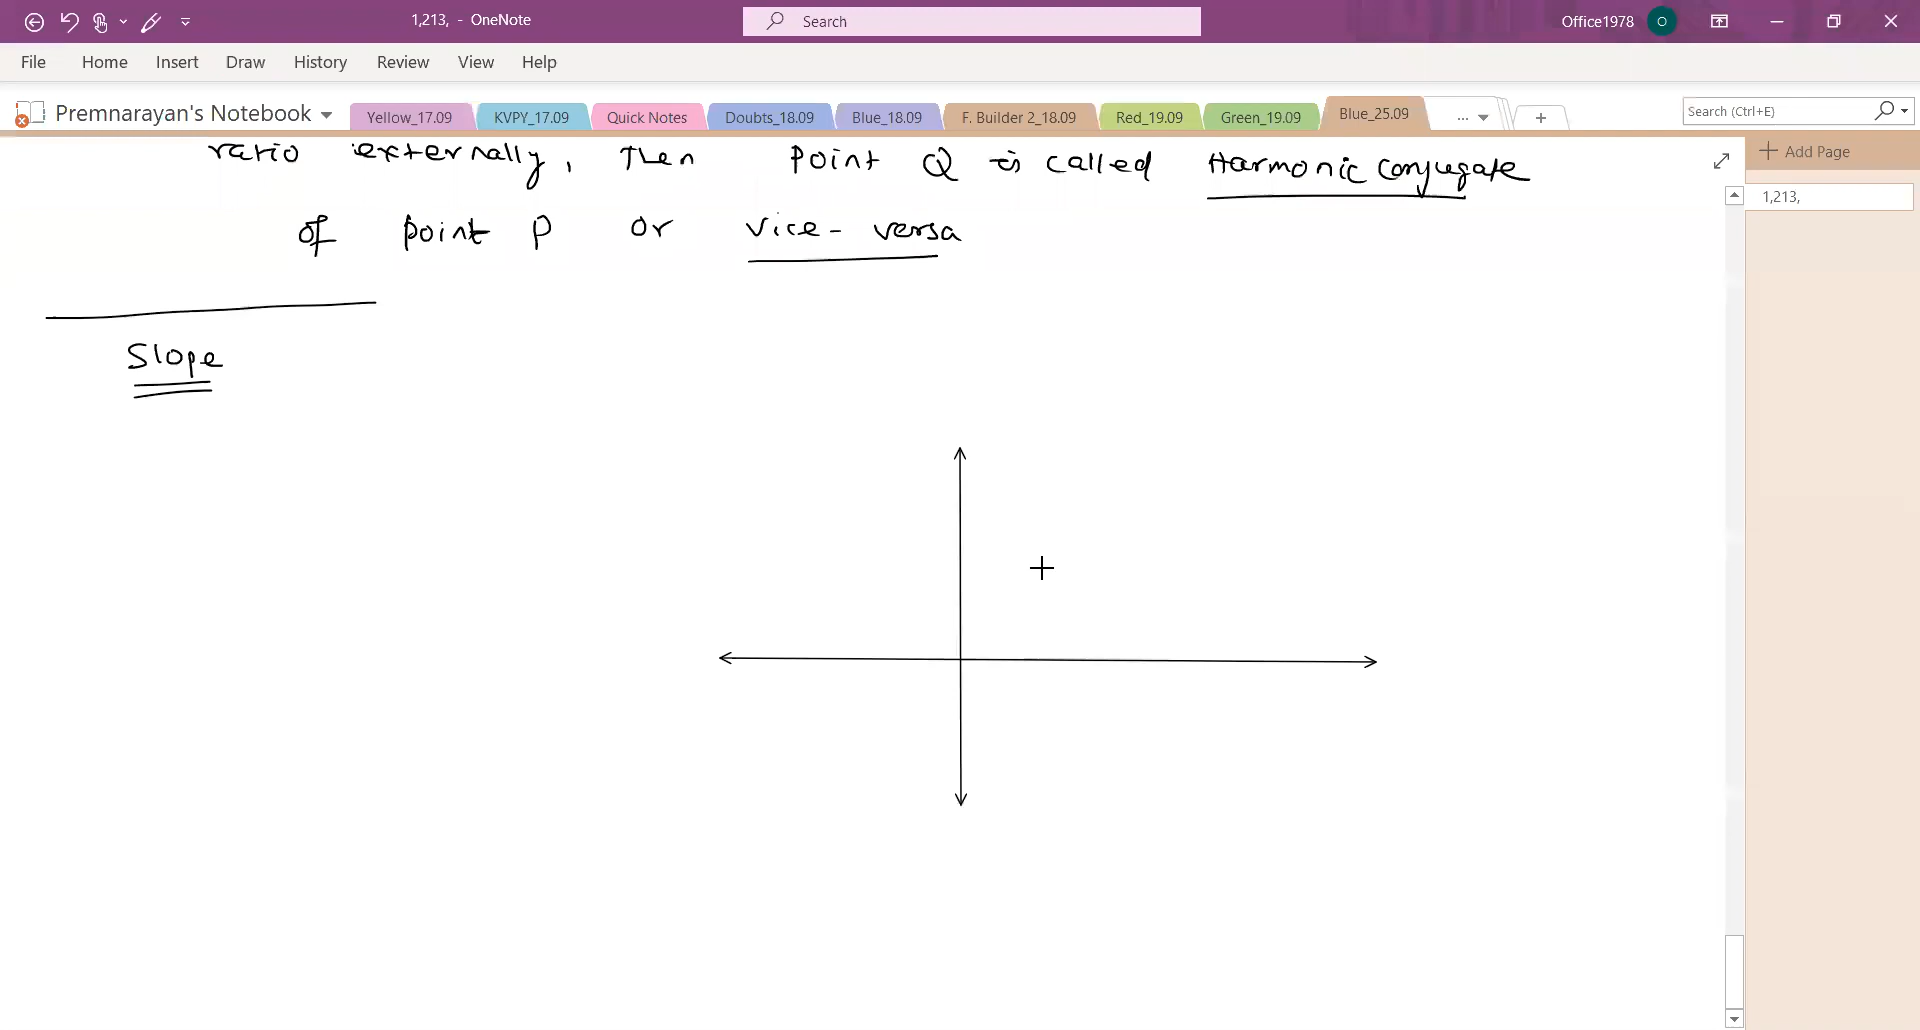 1,213, - OneNote
Search
Office1978
O
File Home Insert Draw History Review View Help
Premnarayan's Notebook
Yellow_17.09 KVPY_17.09 Quick Notes Doubts_18.09 Blue_18.09 F. Builder 2_18.09 Red_19.09 Green_19.09 Blue_25.09 ...
Search (Ctrl+E)
Add Page
1,213,
ratio externally, Then Point Q is called Harmonic conjugate
of point P or vice-versa
Slope